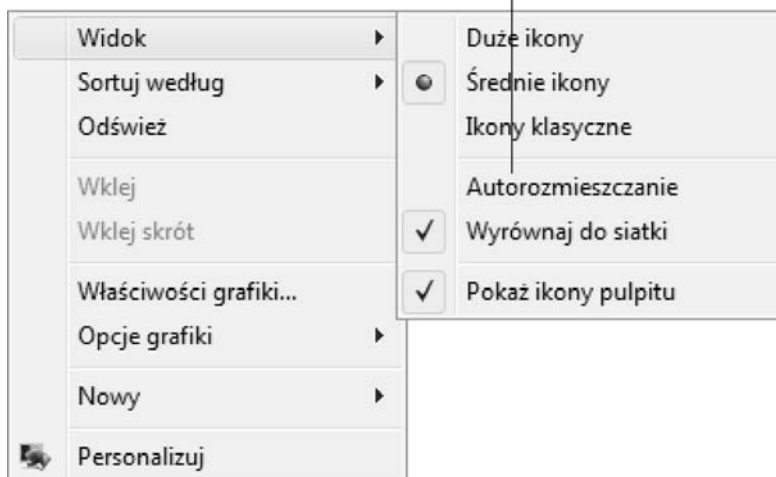 Widok
Sortuj według
Odśwież
Wklej
Wklej skrót
Właściwości grafiki...
Opcje grafiki
Nowy
Personalizuj
Duże ikony
Średnie ikony
Ikony klasyczne
Autorozmieszczanie
Wyrównaj do siatki
Pokaż ikony pulpitu